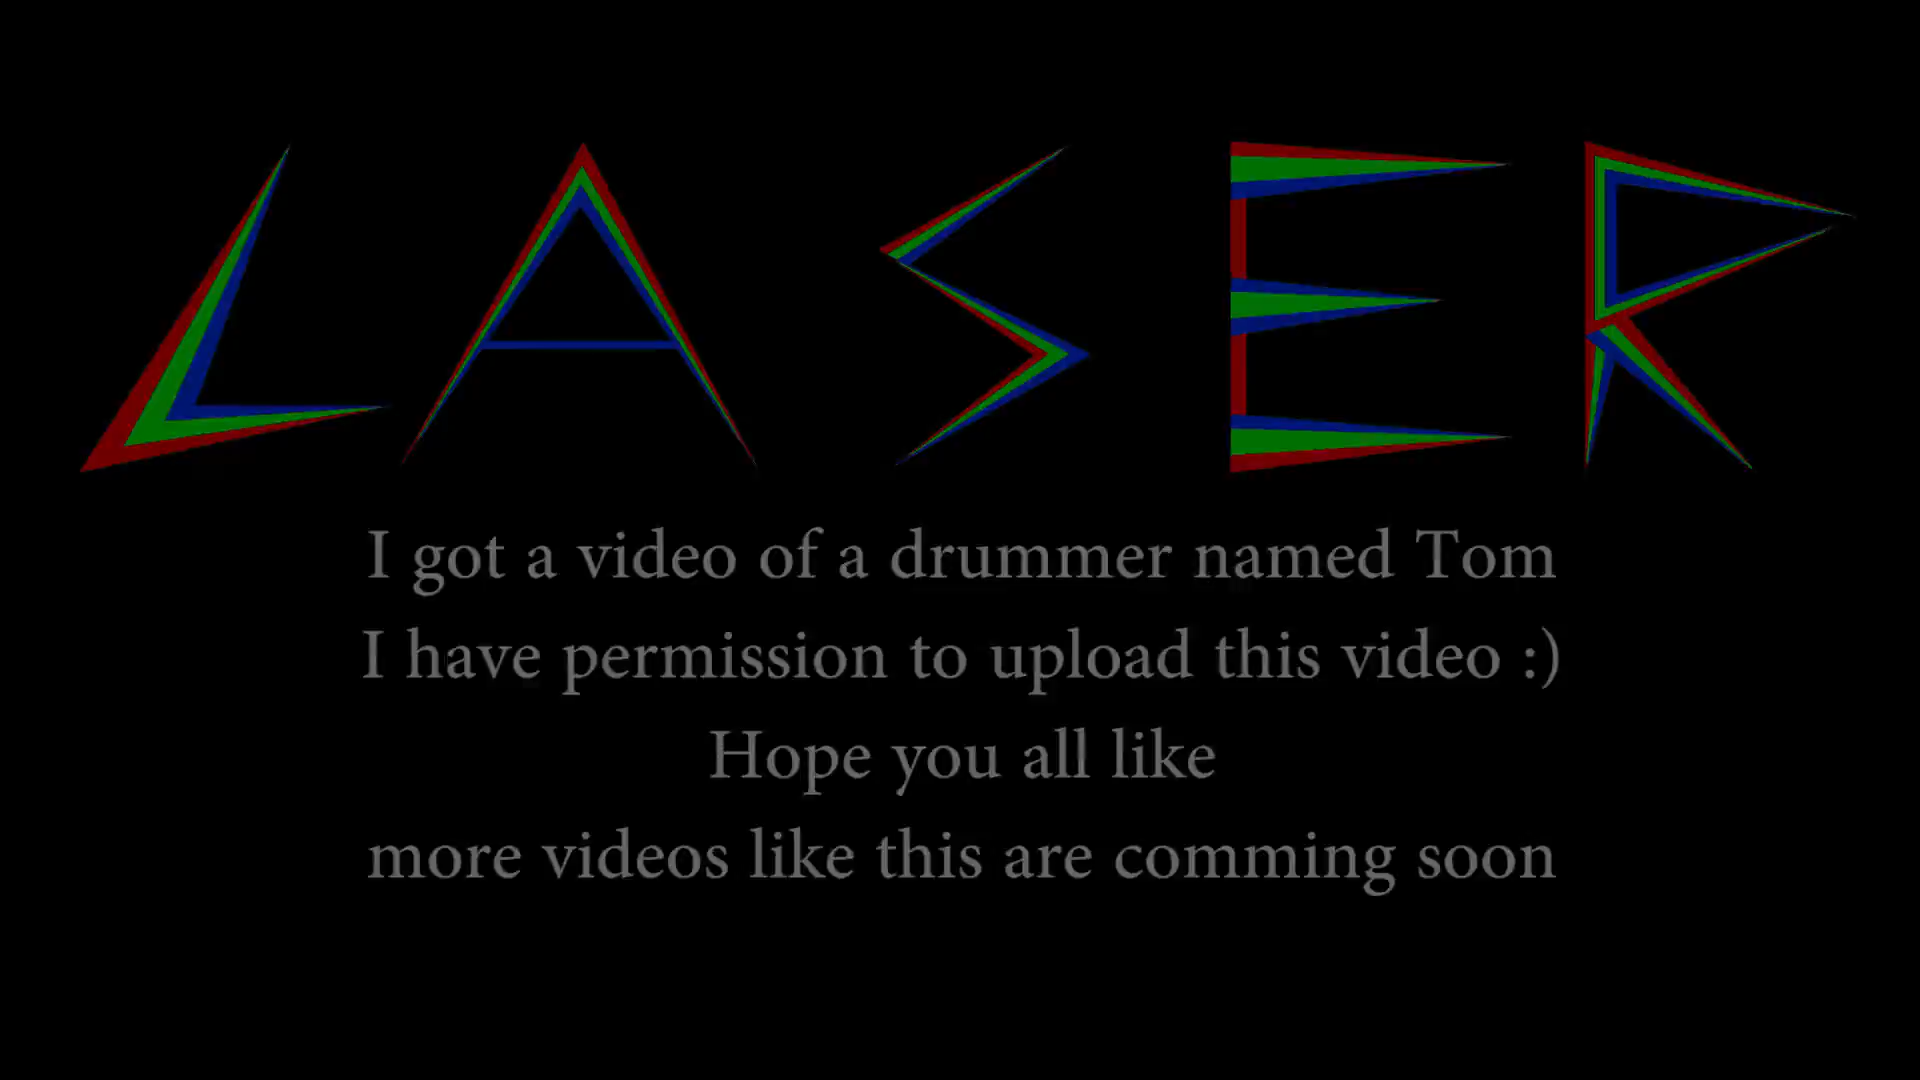 LASER
I got a video of a drummer named Tom
I have permission to upload this video :)
Hope you all like
more videos like this are comming soon